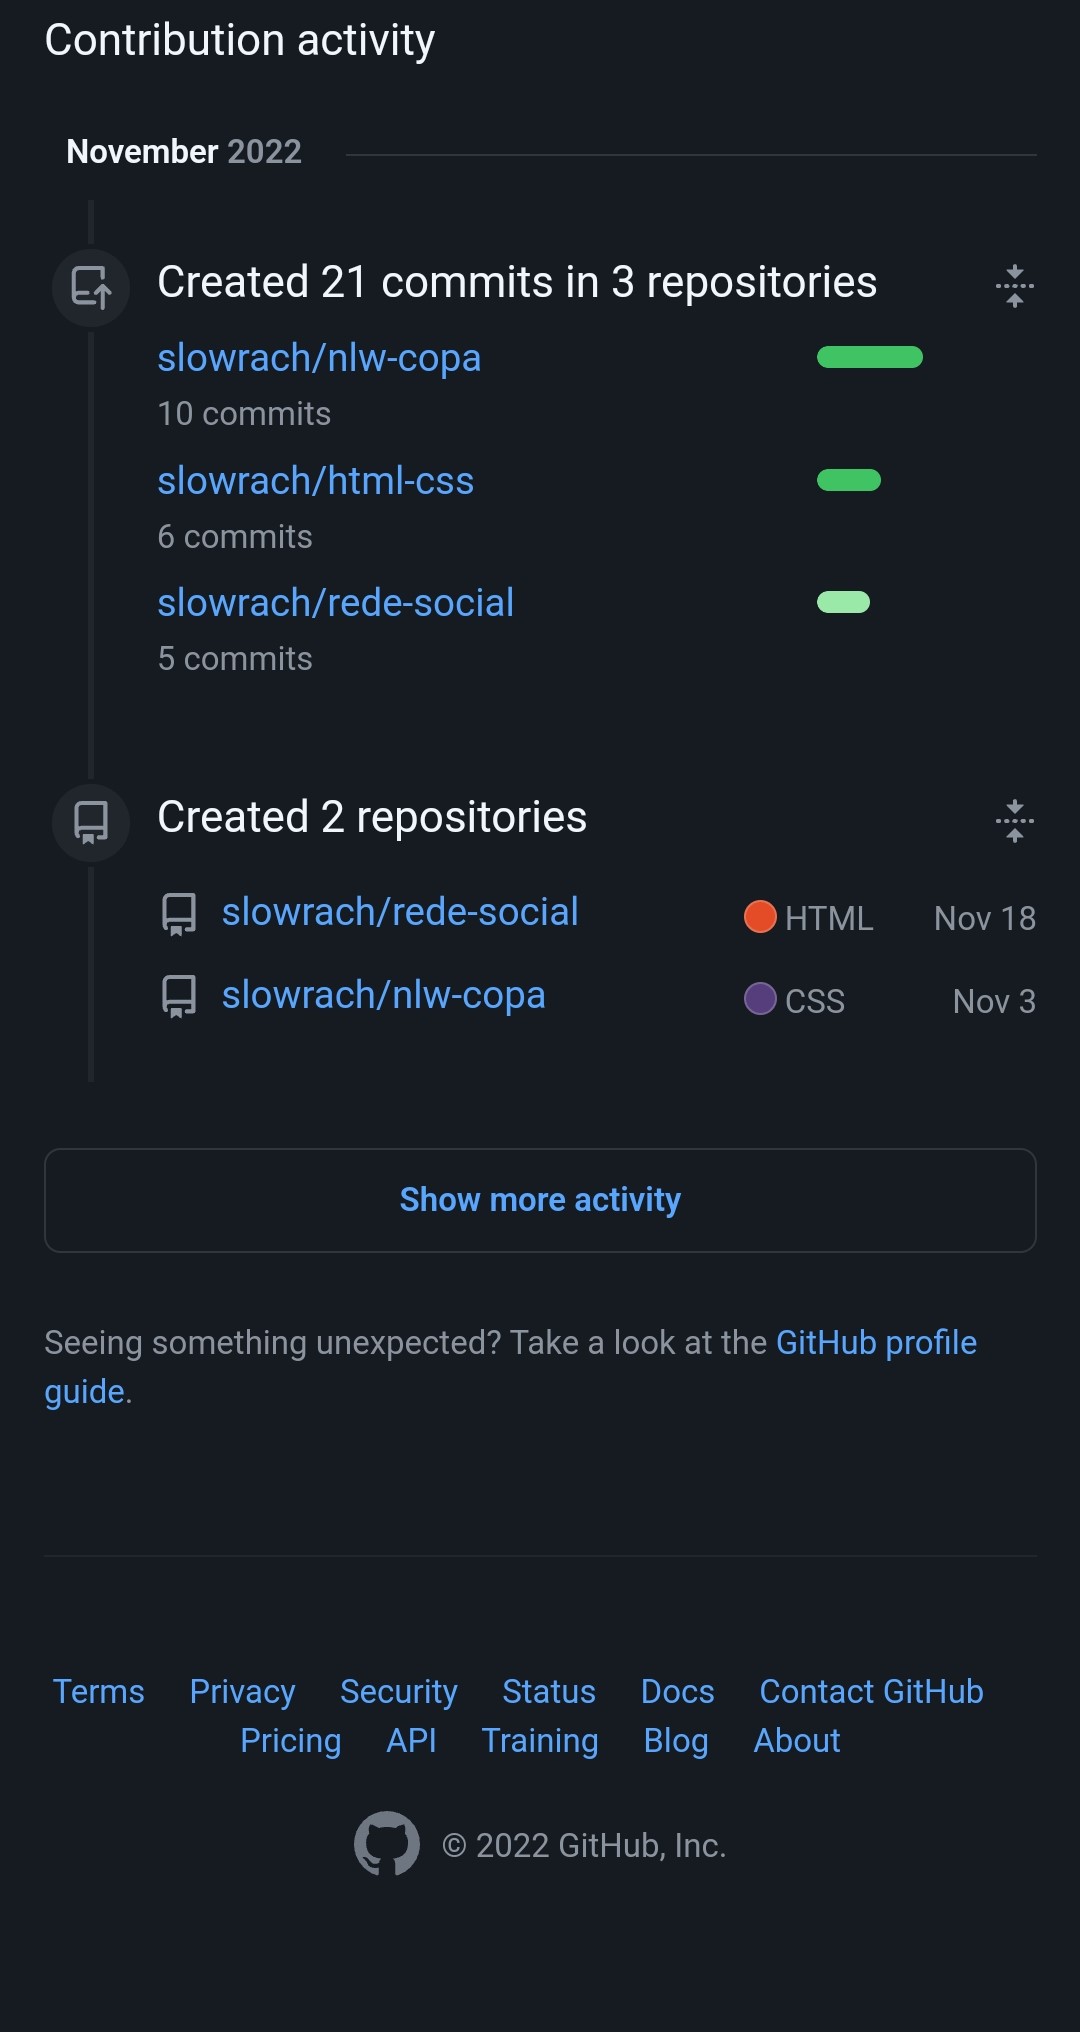 Contribution activity
November 2022
Created 21 commits in 3 repositories
slowrach/nlw-copa
10 commits
slowrach/html-css
6 commits
slowrach/rede-social
5 commits
Created 2 repositories
slowrach/rede-social HTML Nov 18
slowrach/nlw-copa CSS Nov 3
Show more activity
Seeing something unexpected? Take a look at the GitHub profile
guide.
Terms Privacy Security Status Docs Contact GitHub
Pricing API Training Blog About
© 2022 GitHub, Inc.